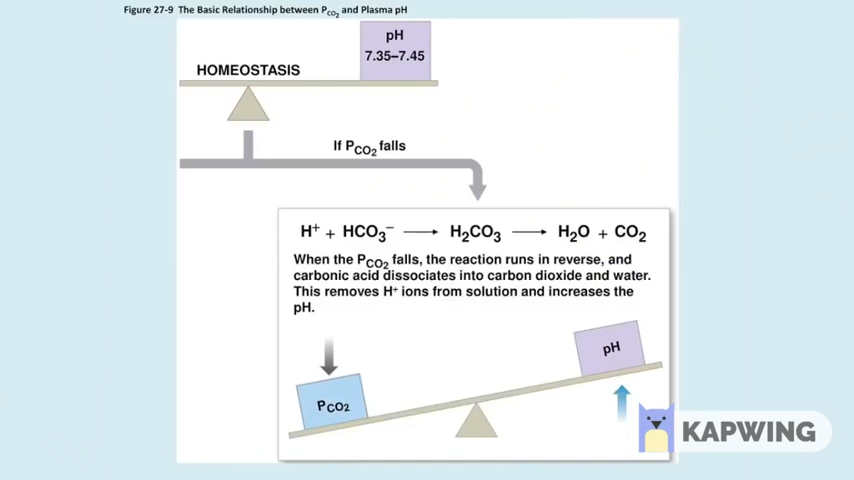 Figure 27-9 The Basic Relationship between PCO2 and Plasma pH
pH
7.35–7.45
HOMEOSTASIS
If PCO2 falls
H+ + HCO3− → H2CO3 → H2O + CO2
When the PCO2 falls, the reaction runs in reverse, and
carbonic acid dissociates into carbon dioxide and water.
This removes H+ ions from solution and increases the
pH.
pH
PCO2
KAPWING